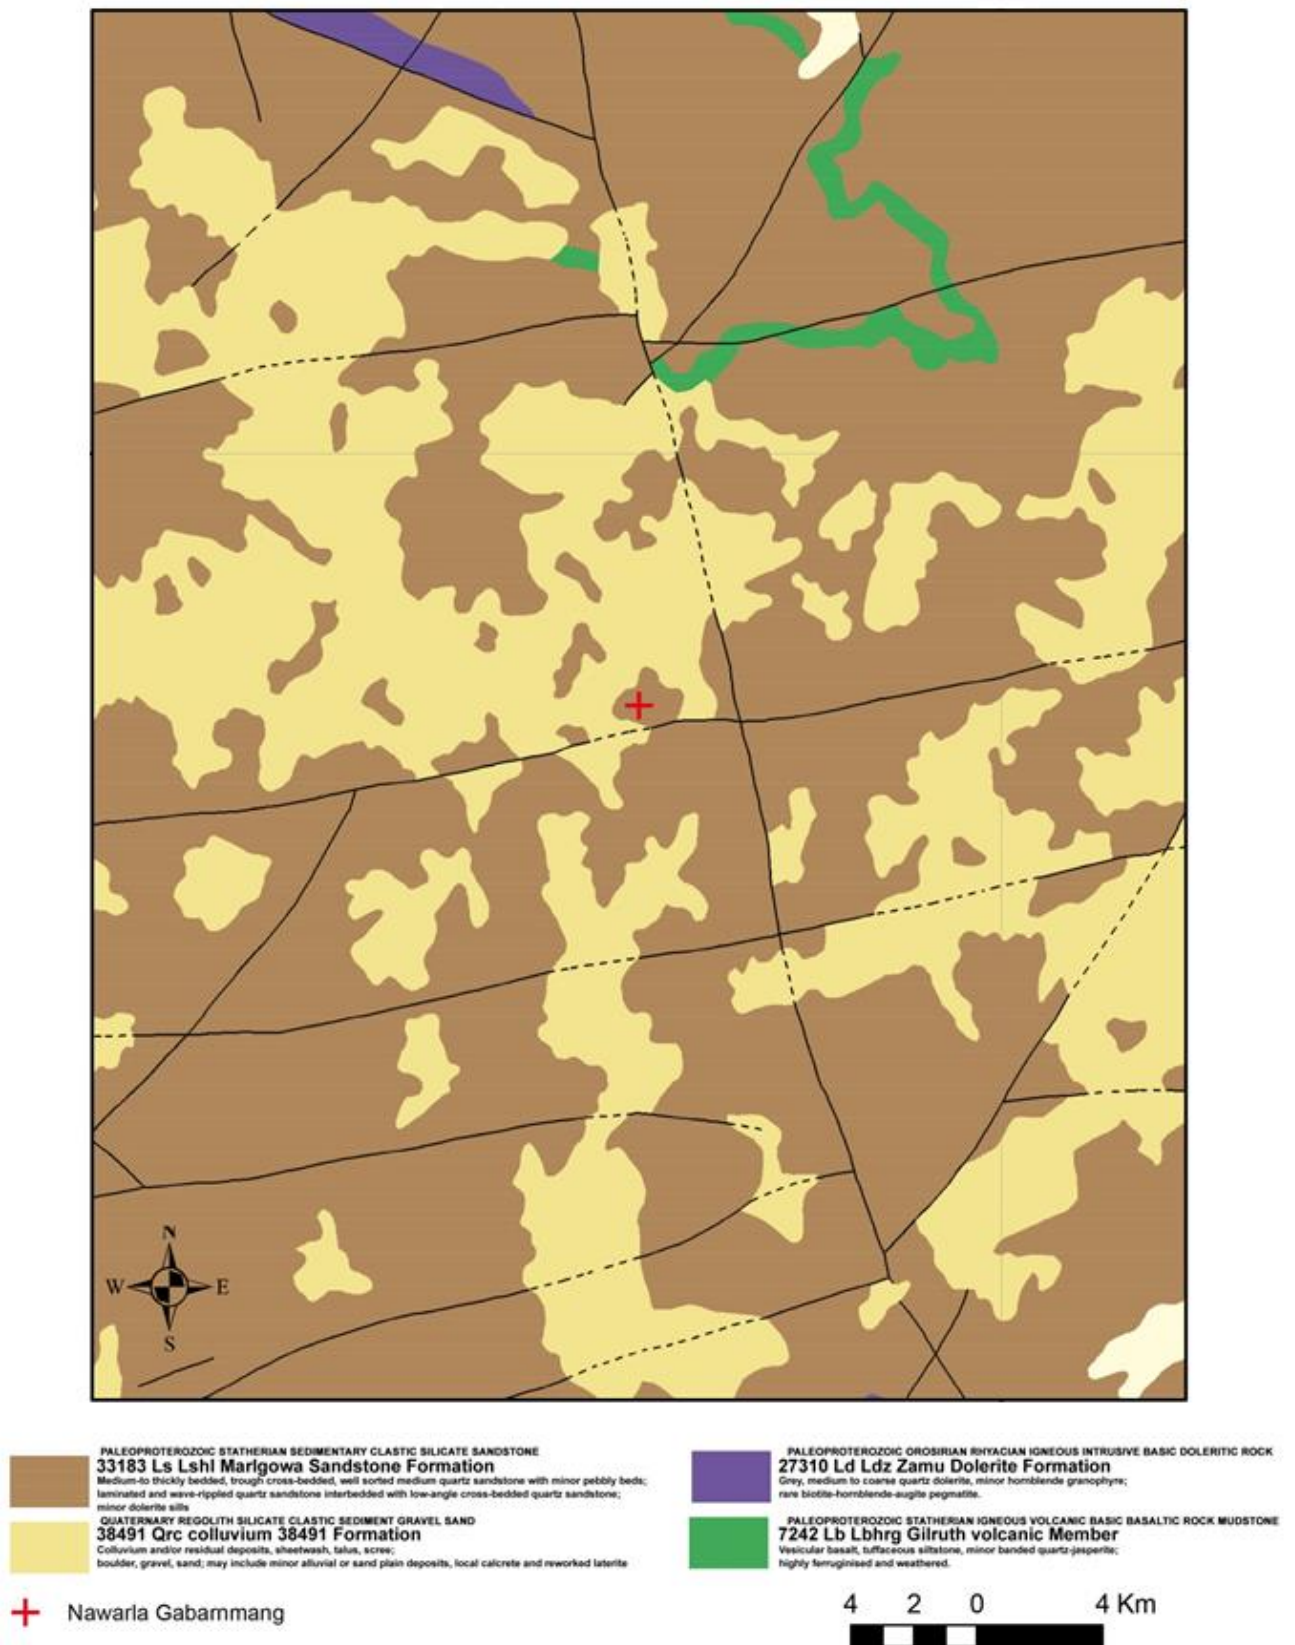 N
W E
S
PALEOPROTEROZOIC STATHERIAN SEDIMENTARY CLASTIC SILICATE SANDSTONE
33183 Ls Lshl Marlgowa Sandstone Formation
Medium-to thickly bedded, trough cross-bedded, well sorted medium quartz sandstone with minor pebbly beds;
laminated and wave-rippled quartz sandstone interbedded with low-angle cross-bedded quartz sandstone;
minor dolerite sills
QUATERNARY REGOLITH SILICATE CLASTIC SEDIMENT GRAVEL SAND
38491 Qrc colluvium 38491 Formation
Colluvium and/or residual deposits, sheetwash, talus, scree;
boulder, gravel, sand; may include minor alluvial or sand plain deposits, local calcrete and reworked laterite
Nawarla Gabarnmang
PALEOPROTEROZOIC OROSIRIAN RHYACIAN IGNEOUS INTRUSIVE BASIC DOLERITIC ROCK
27310 Ld Ldz Zamu Dolerite Formation
Grey, medium to coarse quartz dolerite, minor hornblende granophyre;
rare biotite-hornblende-augite pegmatite.
PALEOPROTEROZOIC STATHERIAN IGNEOUS VOLCANIC BASIC BASALTIC ROCK MUDSTONE
7242 Lb Lbhrg Gilruth volcanic Member
Vesicular basalt, tuffaceous siltstone, minor banded quartz-jasperite;
highly ferruginised and weathered.
4 2 0 4 Km